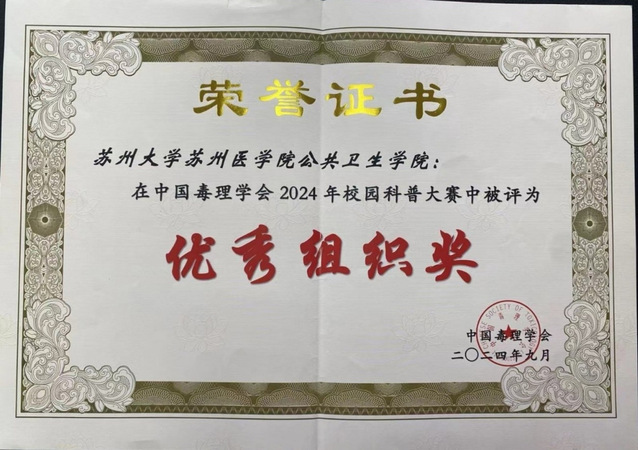 荣誉证书
苏州大学苏州医学院公共卫生学院：
在中国毒理学会2024年校园科普大赛中被评为
优秀组织奖
中国毒理学会
二〇二四年九月